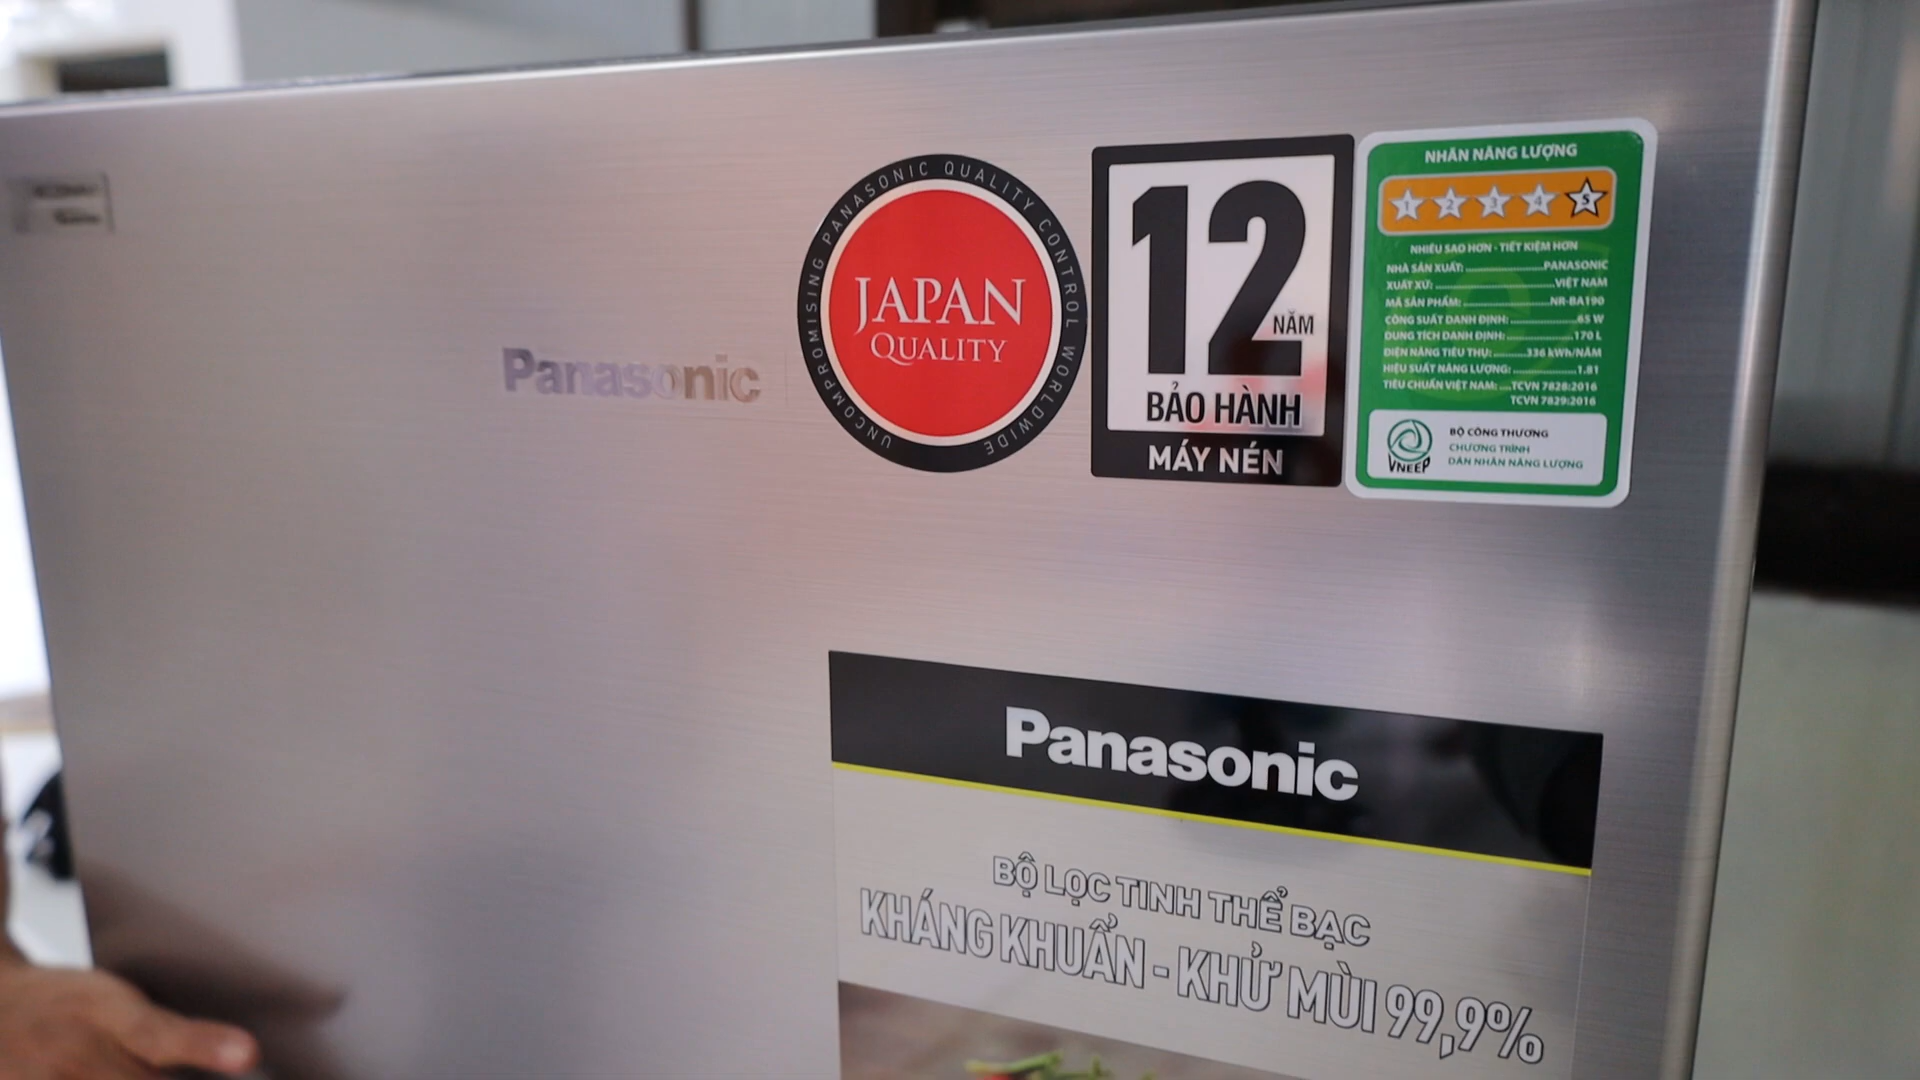 Panasonic
UNCOMPROMISING PANASONIC QUALITY CONTROL WORLDWIDE
JAPAN
QUALITY
12
NĂM
BẢO HÀNH
MÁY NÉN
NHÃN NĂNG LƯỢNG
1 2 3 4 5
NHIỀU SAO HƠN - TIẾT KIỆM HƠN
NHÀ SẢN XUẤT: PANASONIC
XUẤT XỨ: VIỆT NAM
MÃ SẢN PHẨM: NR-BA190
CÔNG SUẤT DANH ĐỊNH: 65 W
DUNG TÍCH DANH ĐỊNH: 170 L
ĐIỆN NĂNG TIÊU THỤ: 336 kWh/NĂM
HIỆU SUẤT NĂNG LƯỢNG: 1.81
TIÊU CHUẨN VIỆT NAM: TCVN 7828:2016
TCVN 7829:2016
VNEEP
BỘ CÔNG THƯƠNG
CHƯƠNG TRÌNH
DÁN NHÃN NĂNG LƯỢNG
Panasonic
BỘ LỌC TINH THỂ BẠC
KHÁNG KHUẨN - KHỬ MÙI 99,9%